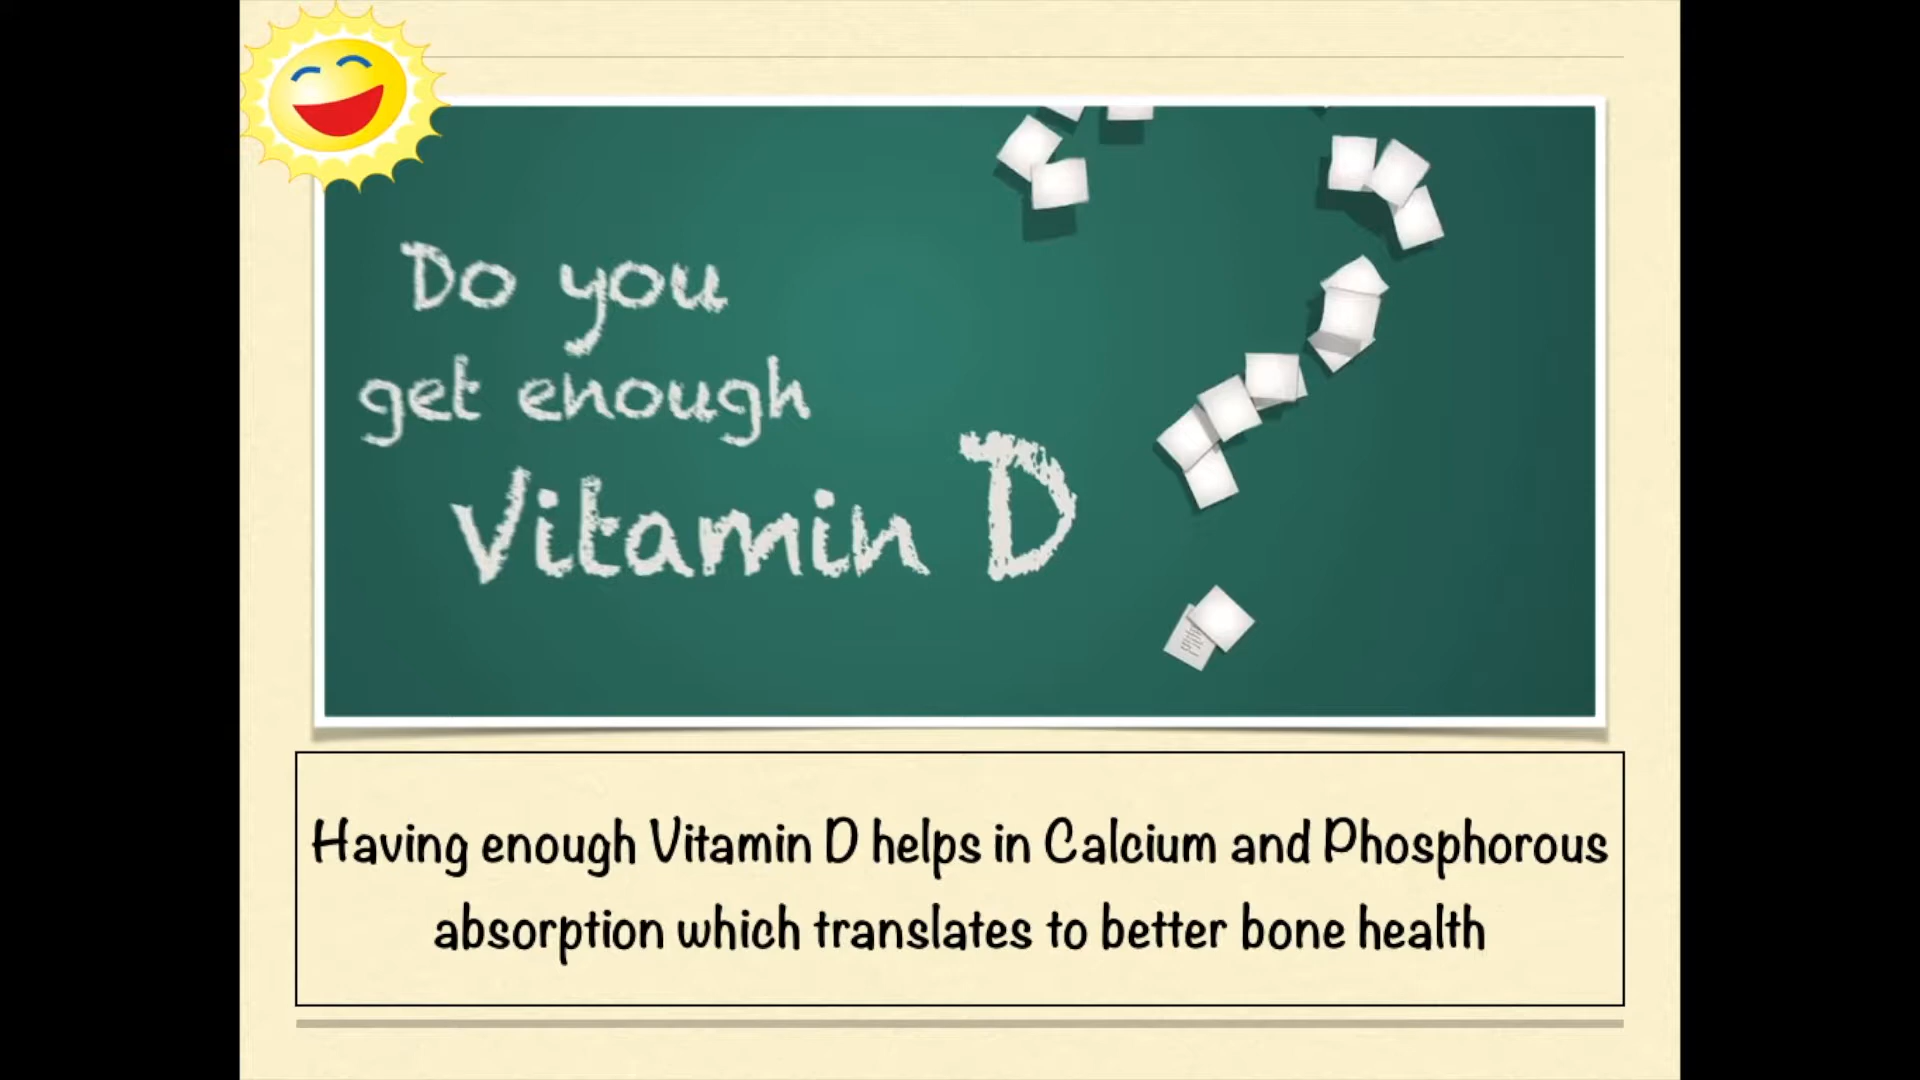 Do you
get enough
Vitamin D
Having enough Vitamin D helps in Calcium and Phosphorous
absorption which translates to better bone health